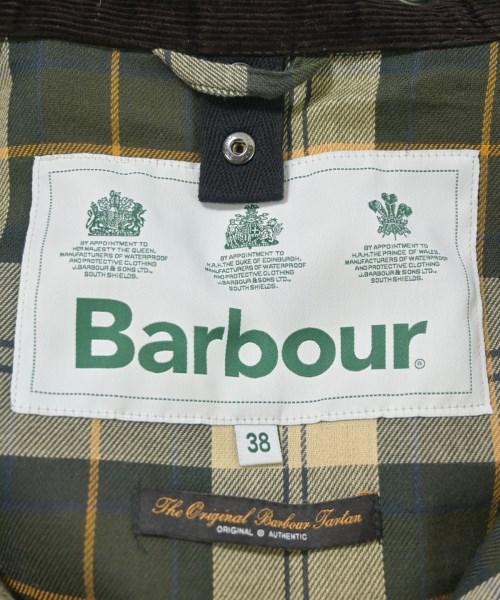 BY APPOINTMENT TO
HER MAJESTY THE QUEEN,
MANUFACTURERS OF WATERPROOF
AND PROTECTIVE CLOTHING
J.BARBOUR & SONS LTD.,
SOUTH SHIELDS.
BY APPOINTMENT TO
H.R.H. THE DUKE OF EDINBURGH,
MANUFACTURERS OF WATERPROOF
AND PROTECTIVE CLOTHING
J.BARBOUR & SONS LTD.,
SOUTH SHIELDS.
BY APPOINTMENT TO
H.R.H. THE PRINCE OF WALES,
MANUFACTURERS OF WATERPROOF
AND PROTECTIVE CLOTHING
J.BARBOUR & SONS LTD.,
SOUTH SHIELDS.
Barbour®
38
The Original Barbour Tartan
ORIGINAL @ AUTHENTIC